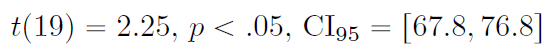 t(19) = 2.25, p < .05, CI95 = [67.8, 76.8]